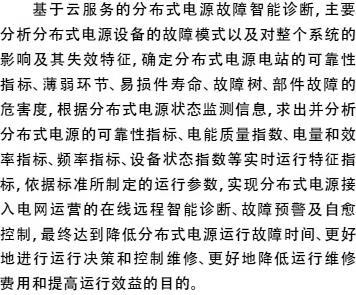 基于云服务的分布式电源故障智能诊断,主要
分析分布式电源设备的故障模式以及对整个系统的
影响及其失效特征,确定分布式电源电站的可靠性
指标、薄弱环节、易损件寿命、故障树、部件故障的
危害度,根据分布式电源状态监测信息,求出并分析
分布式电源的可靠性指标、电能质量指数、电量和效
率指标、频率指标、设备状态指数等实时运行特征指
标,依据标准所制定的运行参数,实现分布式电源接
入电网运营的在线远程智能诊断、故障预警及自愈
控制,最终达到降低分布式电源运行故障时间、更好
地进行运行决策和控制维修、更好地降低运行维修
费用和提高运行效益的目的。